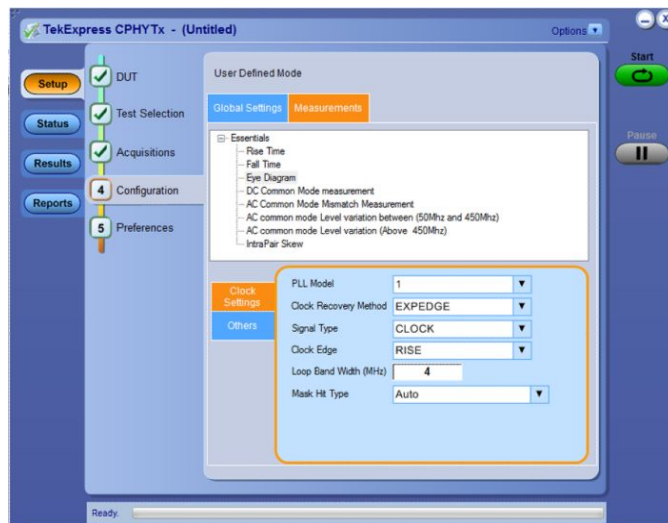 TekExpress CPHYTx - (Untitled)
Options
Start
Pause
Setup
Status
Results
Reports
DUT
Test Selection
Acquisitions
4 Configuration
5 Preferences
User Defined Mode
Global Settings Measurements
Essentials
Rise Time
Fall Time
Eye Diagram
DC Common Mode measurement
AC Common Mode Mismatch Measurement
AC common mode Level variation between (50Mhz and 450Mhz)
AC common mode Level variation (Above 450Mhz)
IntraPair Skew
Clock Settings
Others
PLL Model 1
Clock Recovery Method EXPEDGE
Signal Type CLOCK
Clock Edge RISE
Loop Band Width (MHz) 4
Mask Hit Type Auto
Ready.